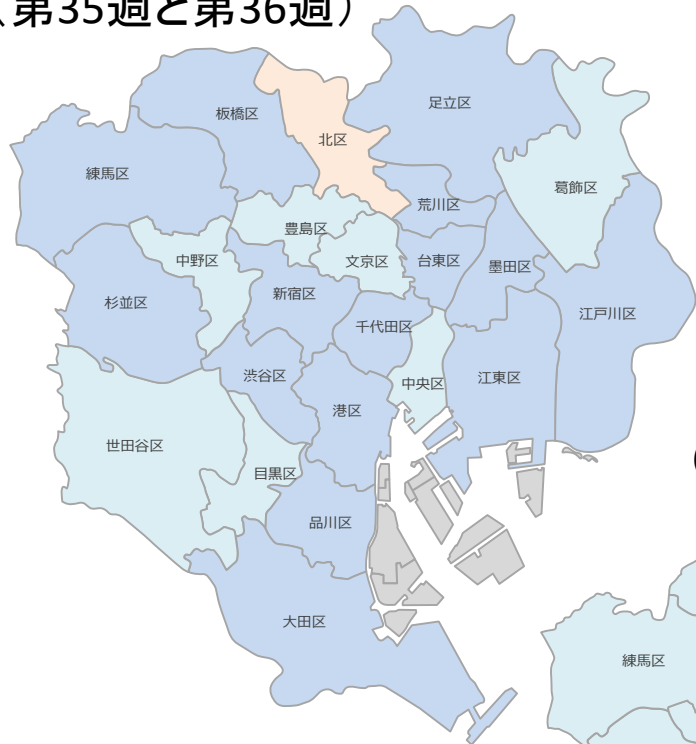 、第35週と第36週）
足立区
板橋区
北区
練馬区
葛飾区
荒川区
豊島区
文京区
台東区
中野区
墨田区
新宿区
杉並区
江戸川区
千代田区
渋谷区
江東区
中央区
港区
世田谷区
目黒区
品川区
大田区
練馬区